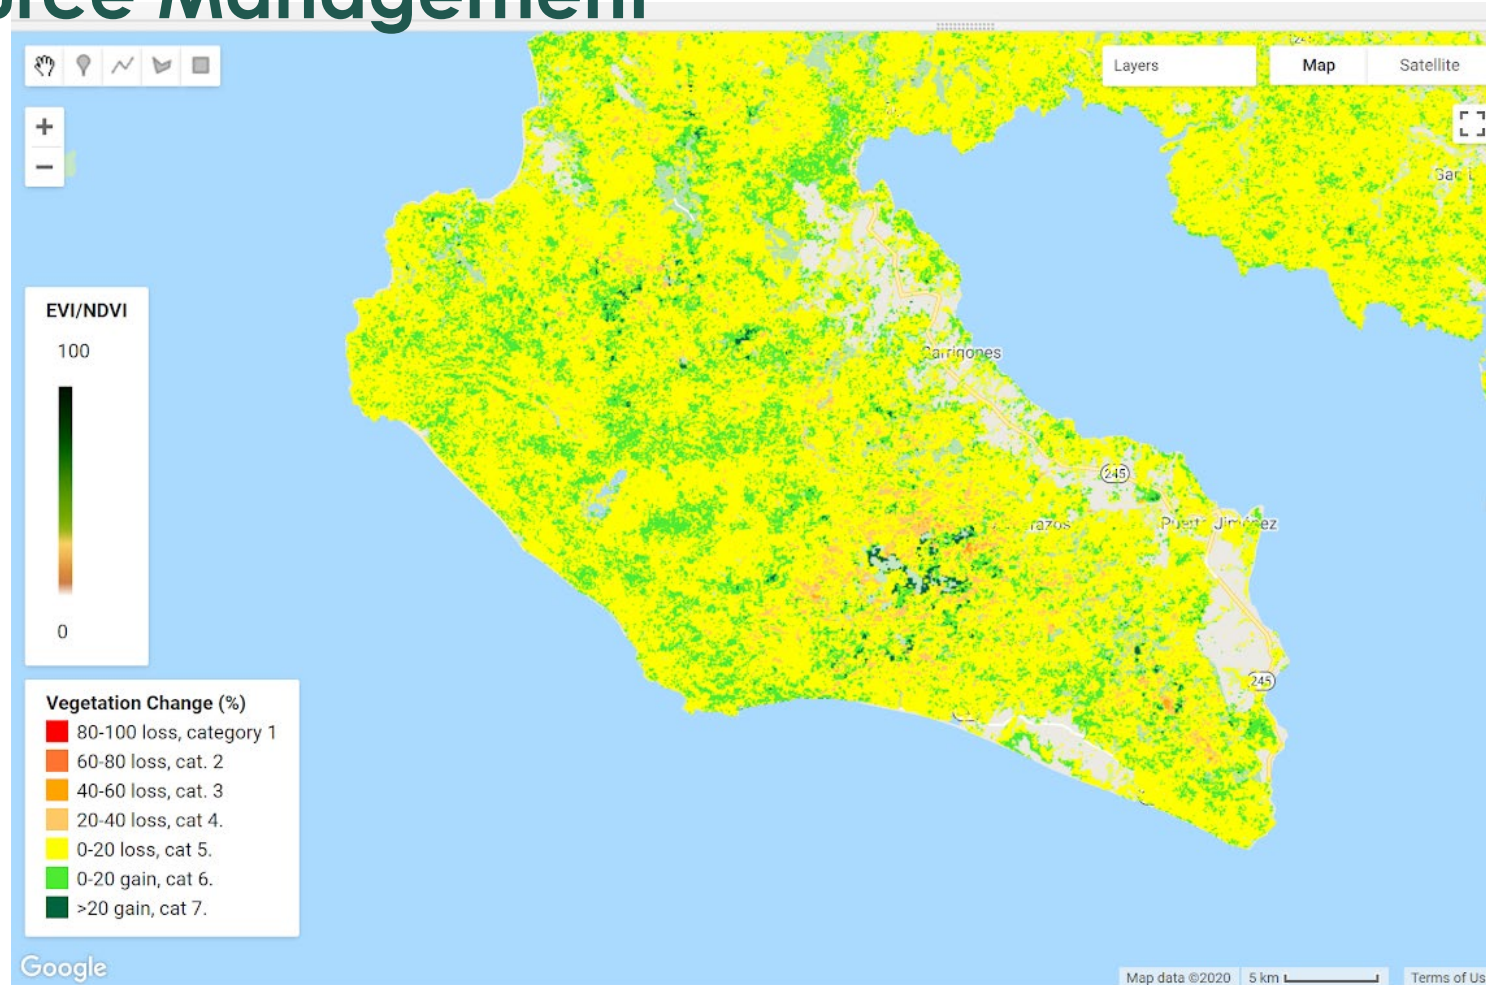 Management
245
Layers
Map
Satellite
+
−
EVI/NDVI
100
0
Carrigones
245
Puerto Jiménez
245
Vegetation Change (%)
80-100 loss, category 1
60-80 loss, cat. 2
40-60 loss, cat. 3
20-40 loss, cat 4.
0-20 loss, cat 5.
0-20 gain, cat 6.
>20 gain, cat 7.
Google
Map data ©2020
5 km
Terms of Us